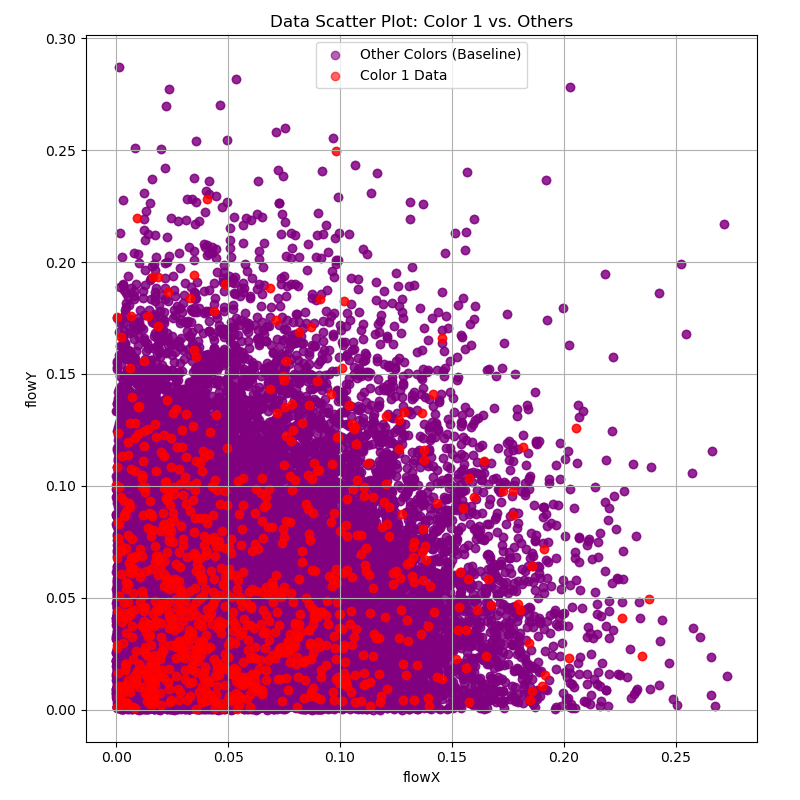 Data Scatter Plot: Color 1 vs. Others
Other Colors (Baseline)
Color 1 Data
0.30
0.25
0.20
0.15
0.10
0.05
0.00
flowY
0.00 0.05 0.10 0.15 0.20 0.25
flowX